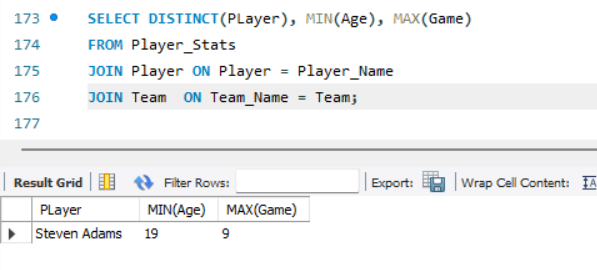 173 SELECT DISTINCT(PLayer), MIN(Age), MAX(Game)
174 FROM Player_Stats
175 JOIN Player ON Player = Player_Name
176 JOIN Team  ON Team_Name = Team;
177
Result Grid Filter Rows: Export: Wrap Cell Content: IA
PLayer MIN(Age) MAX(Game)
Steven Adams 19 9